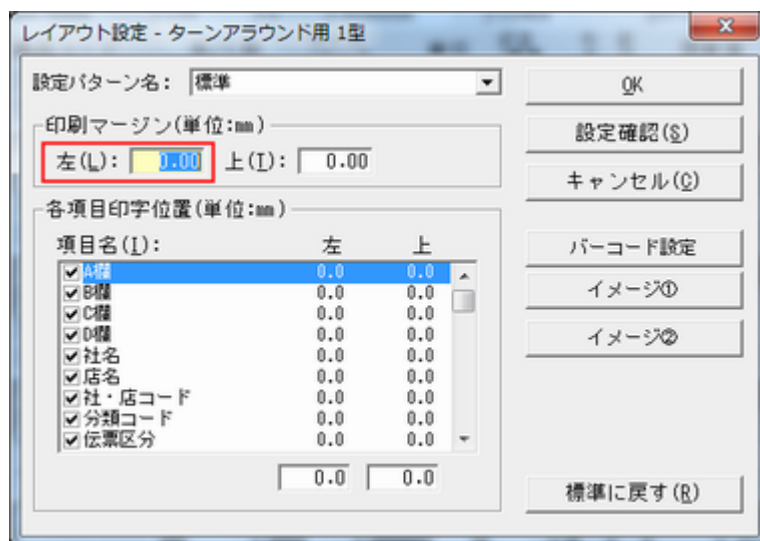 レイアウト設定 - ターンアラウンド用 1型
設定パターン名: 標準
OK
印刷マージン(単位:mm)
設定確認(S)
左(L): 0.00 上(T): 0.00
キャンセル(C)
各項目印字位置(単位:mm)
項目名(I): 左 上
バーコード設定
A欄 0.0 0.0
B欄 0.0 0.0
イメージ①
C欄 0.0 0.0
D欄 0.0 0.0
イメージ②
社名 0.0 0.0
店名 0.0 0.0
社・店コード 0.0 0.0
分類コード 0.0 0.0
伝票区分 0.0 0.0
0.0 0.0
標準に戻す(R)